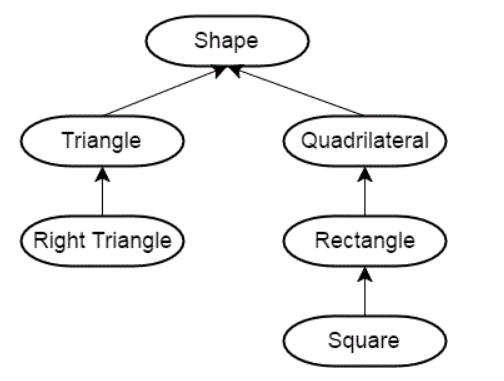 Shape
Triangle
Quadrilateral
Right Triangle
Rectangle
Square